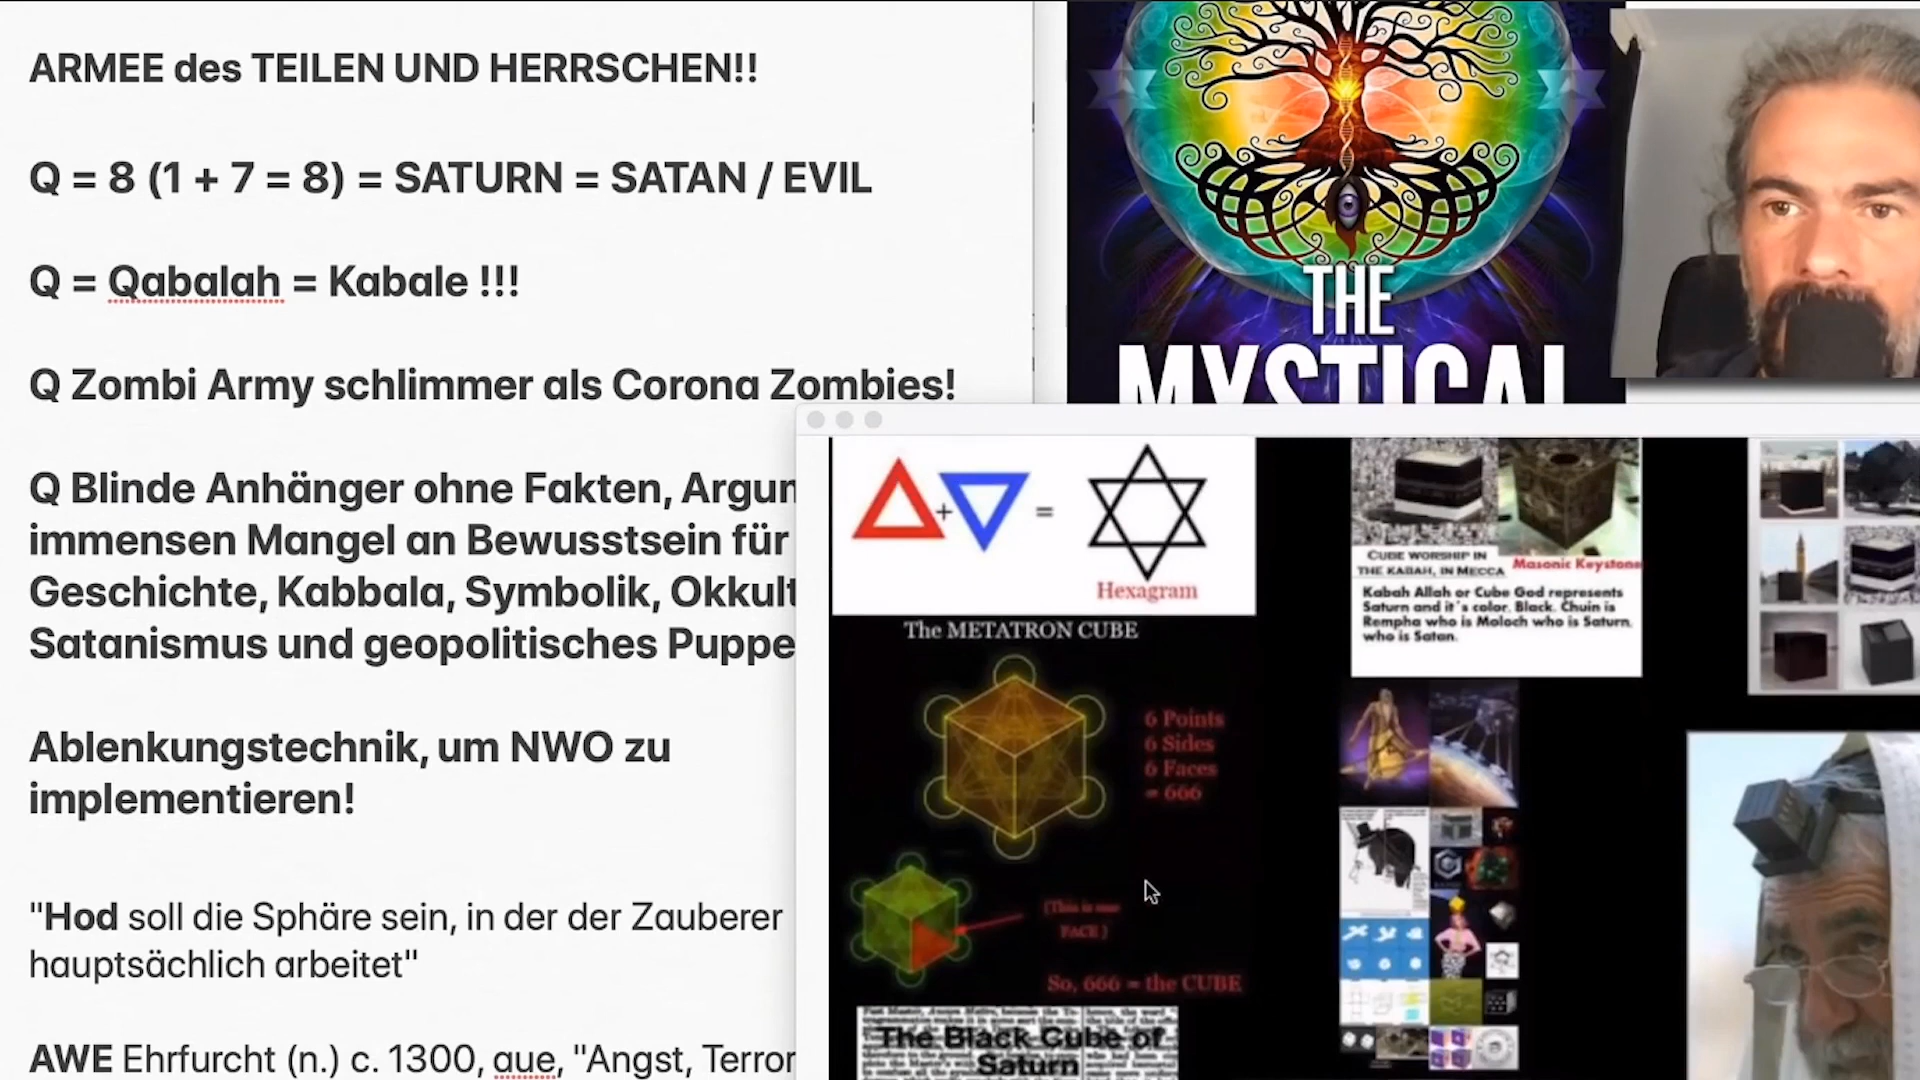 ARMEE des TEILEN UND HERRSCHEN!!
Q = 8 (1 + 7 = 8) = SATURN = SATAN / EVIL
Q = Qabalah = Kabale !!!
Q Zombi Army schlimmer als Corona Zombies!
Q Blinde Anhänger ohne Fakten,
immensen Mangel an Bewusstsein für
Geschichte, Kabbala, Symbolik,
Satanismus und geopolitisches
Ablenkungstechnik, um NWO zu
implementieren!
"Hod soll die Sphäre sein, in der der Zauberer
hauptsächlich arbeitet"
AWE Ehrfurcht (n.) c. 1300, aue, "Angst, Terror
THE
MYSTICAL
+ =
Hexagram
The METATRON CUBE
6 Points
6 Sides
6 Faces
= 666
(This is one
FACE )
So, 666 = the CUBE
The Black Cube of
Saturn
CUBE WORSHIP IN
THE KABAH, IN MECCA
Masonic Keystone
Kabah Allah or Cube God represents
Saturn and it´s color, Black. Chuin is
Rempha who is Moloch who is Saturn,
who is Satan.